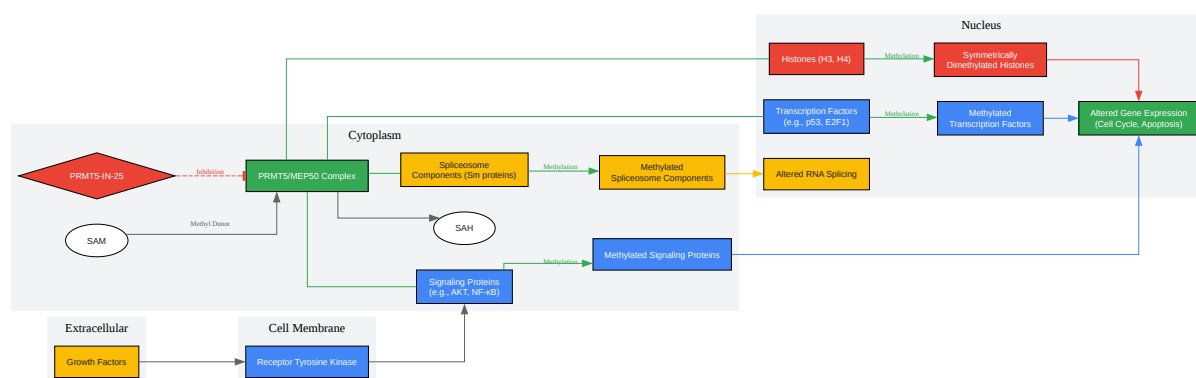 Nucleus
Histones (H3, H4)
Methylation
Symmetrically
Dimethylated Histones
Transcription Factors
(e.g., p53, E2F1)
Methylation
Methylated
Transcription Factors
Altered Gene Expression
(Cell Cycle, Apoptosis)
Cytoplasm
PRMT5-IN-25
Inhibition
PRMT5/MEP50 Complex
Spliceosome
Components (Sm proteins)
Methylation
Methylated
Spliceosome Components
Altered RNA Splicing
SAM
Methyl Donor
SAH
Signaling Proteins
(e.g., AKT, NF-κB)
Methylation
Methylated Signaling Proteins
Extracellular
Growth Factors
Cell Membrane
Receptor Tyrosine Kinase